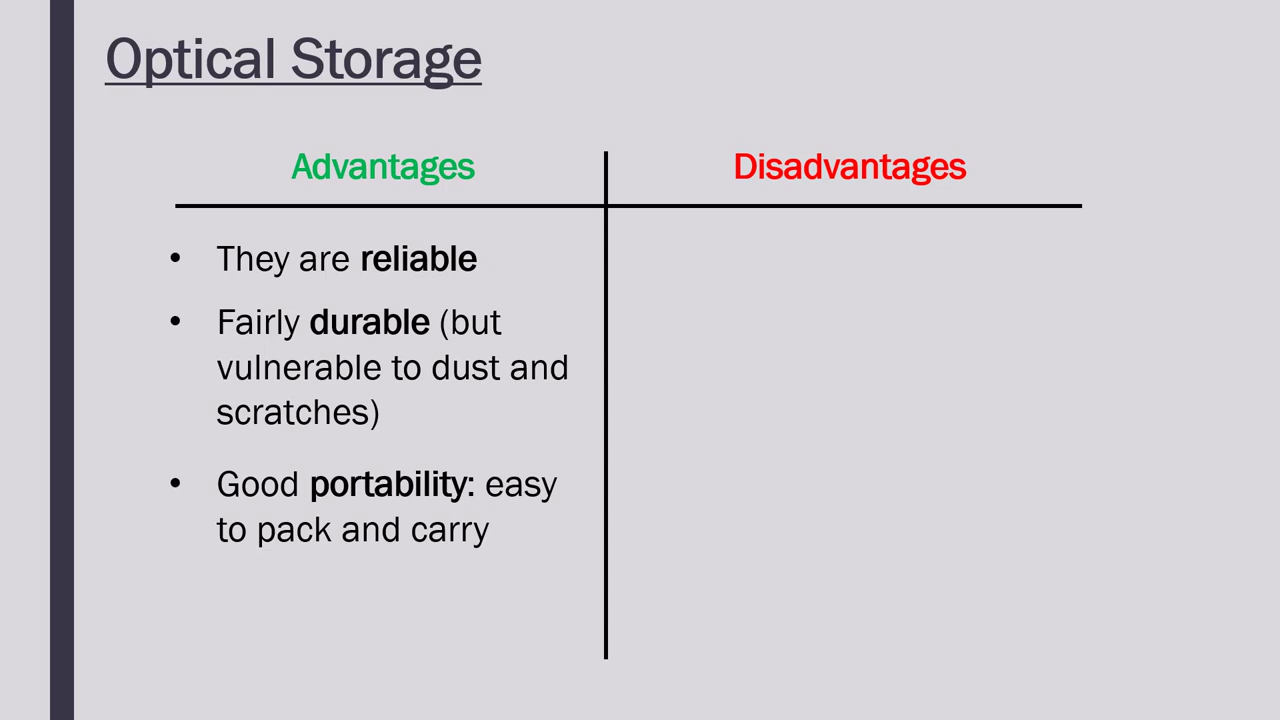 Optical Storage
Advantages
Disadvantages
• They are reliable
• Fairly durable (but
vulnerable to dust and
scratches)
• Good portability: easy
to pack and carry